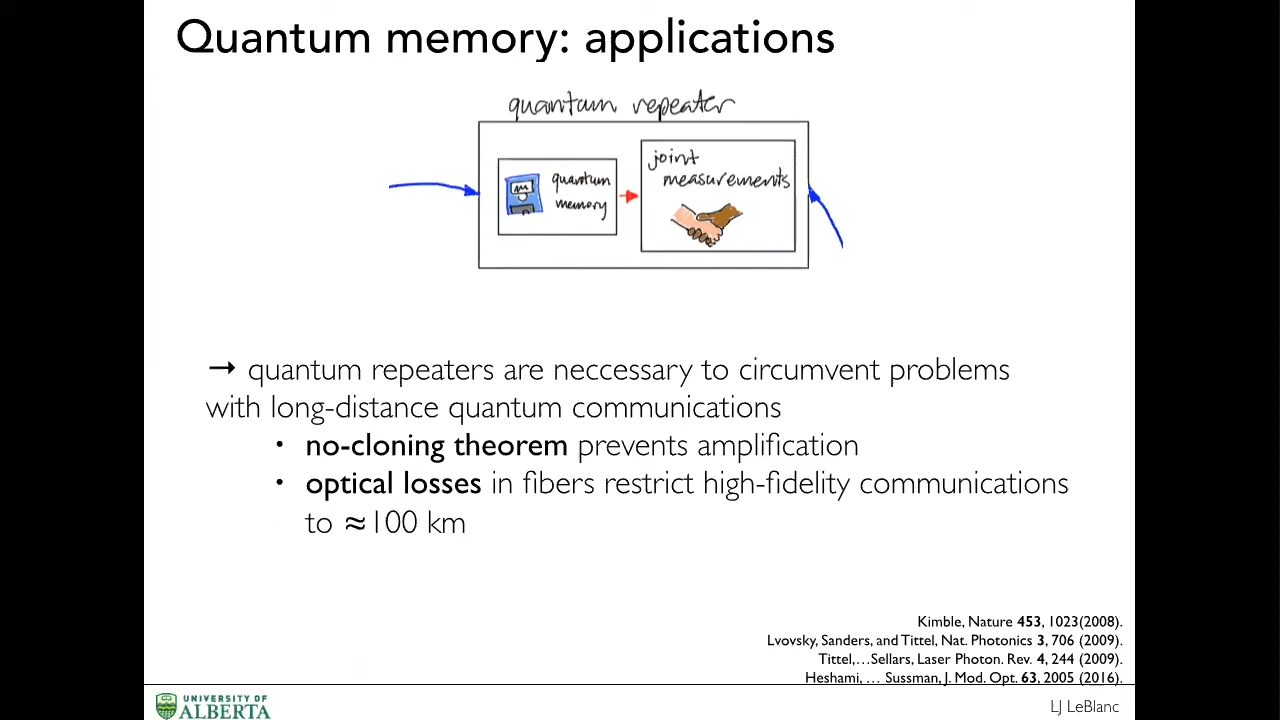 Quantum memory: applications
quantum repeater
quantum
memory
joint
measurements
→ quantum repeaters are neccessary to circumvent problems
with long-distance quantum communications
• no-cloning theorem prevents amplification
• optical losses in fibers restrict high-fidelity communications
to ≈100 km
Kimble, Nature 453, 1023(2008).
Lvovsky, Sanders, and Tittel, Nat. Photonics 3, 706 (2009).
Tittel,…Sellars, Laser Photon. Rev. 4, 244 (2009).
Heshami, … Sussman, J. Mod. Opt. 63, 2005 (2016).
UNIVERSITY OF
ALBERTA
LJ LeBlanc